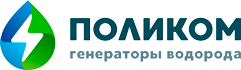 ПОЛИКОМ
генераторы водорода